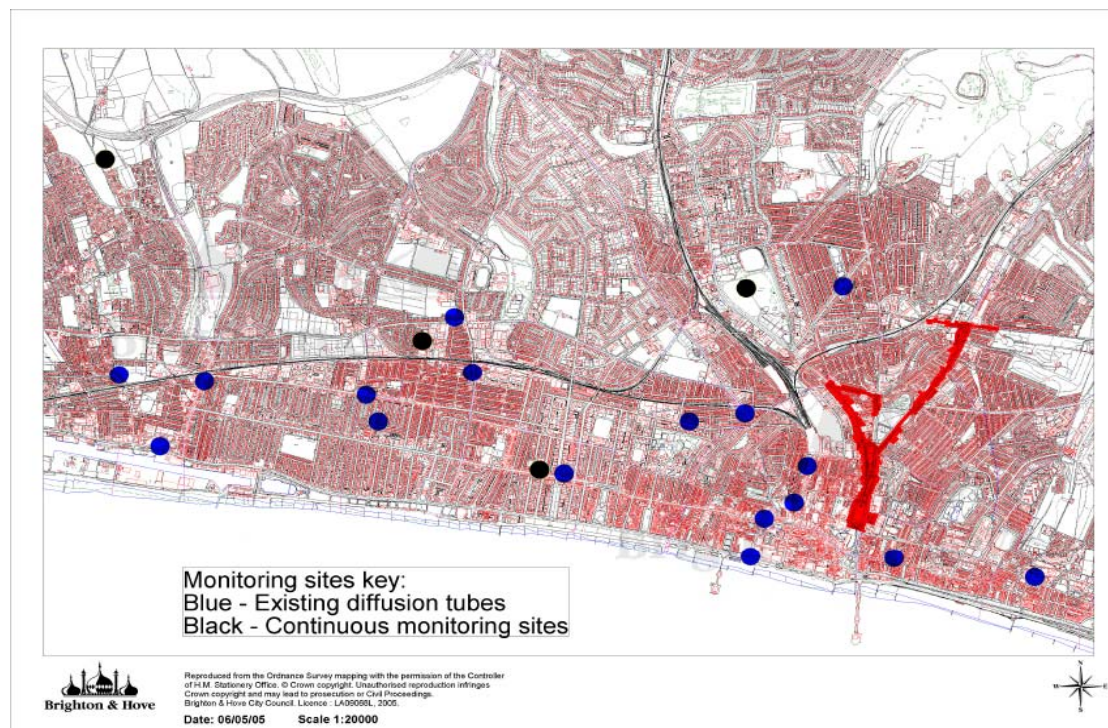 Monitoring sites key:
Blue - Existing diffusion tubes
Black - Continuous monitoring sites
Brighton & Hove
Reproduced from the Ordnance Survey mapping with the permission of the Controller
of H.M. Stationery Office. © Crown copyright. Unauthorised reproduction infringes
Crown copyright and may lead to prosecution or Civil Proceedings.
Brighton & Hove City Council. Licence : LA09066L, 2005.
Date: 06/05/05 Scale 1:20000
N
W E
S